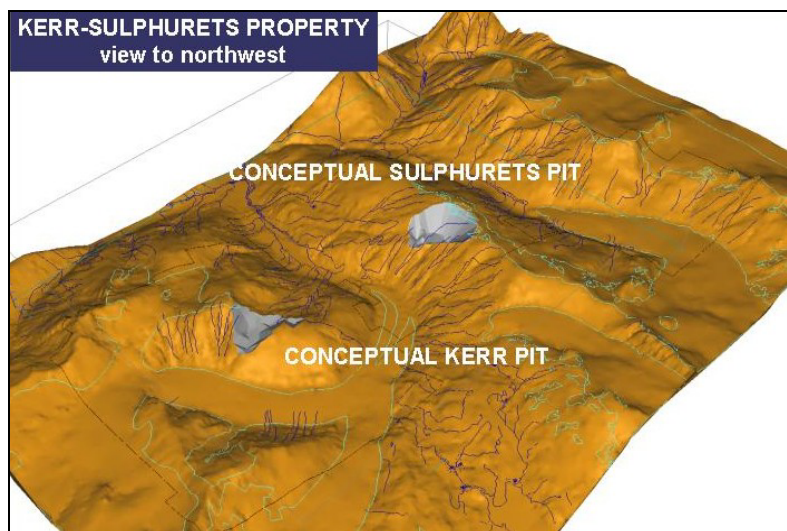 KERR-SULPHURETS PROPERTY
view to northwest
CONCEPTUAL SULPHURETS PIT
CONCEPTUAL KERR PIT